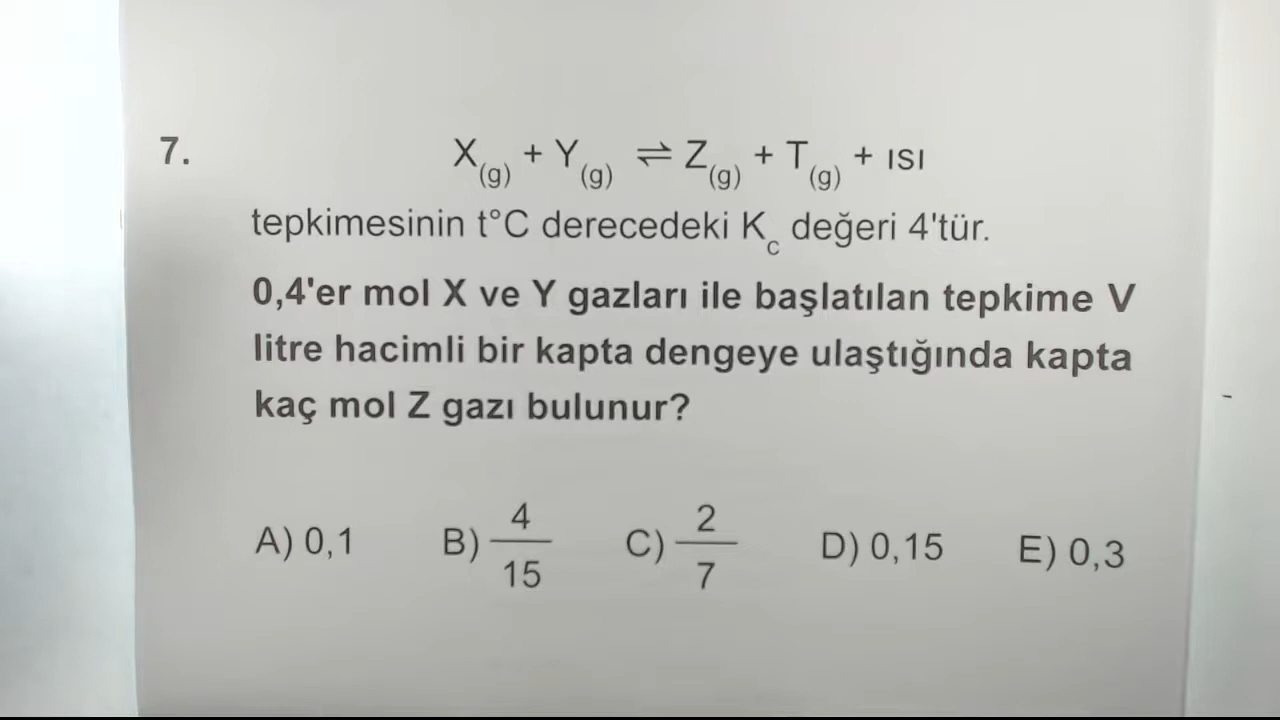 7.
X(g) + Y(g) ⇌ Z(g) + T(g) + ısı
tepkimesinin t°C derecedeki Kc değeri 4'tür.
0,4'er mol X ve Y gazları ile başlatılan tepkime V
litre hacimli bir kapta dengeye ulaştığında kapta
kaç mol Z gazı bulunur?
A) 0,1 B) 4/15 C) 2/7 D) 0,15 E) 0,3